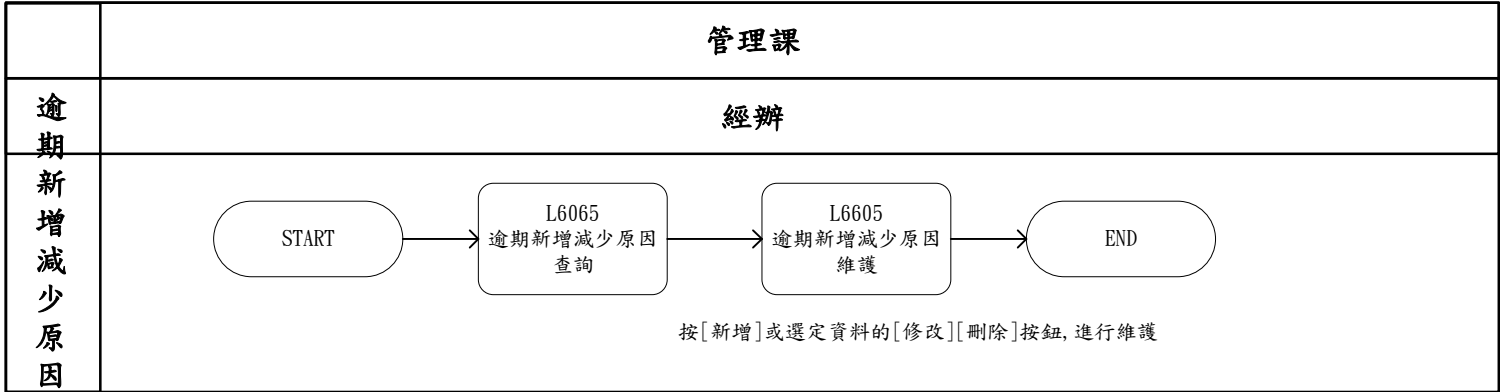 管理課
經辦
逾期新增減少原因
START
L6065
逾期新增減少原因
查詢
L6605
逾期新增減少原因
維護
END
按[新增]或選定資料的[修改][刪除]按鈕,進行維護